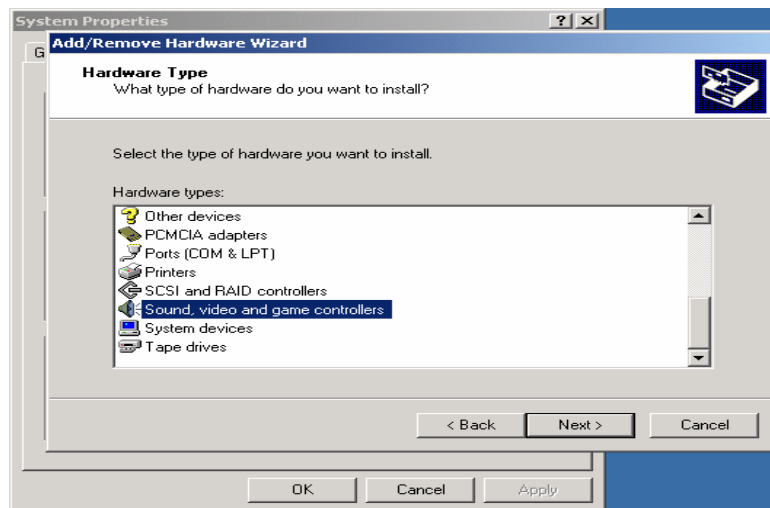 System Properties
G
Add/Remove Hardware Wizard
Hardware Type
What type of hardware do you want to install?
Select the type of hardware you want to install.
Hardware types:
Other devices
PCMCIA adapters
Ports (COM & LPT)
Printers
SCSI and RAID controllers
Sound, video and game controllers
System devices
Tape drives
< Back Next > Cancel
OK Cancel Apply